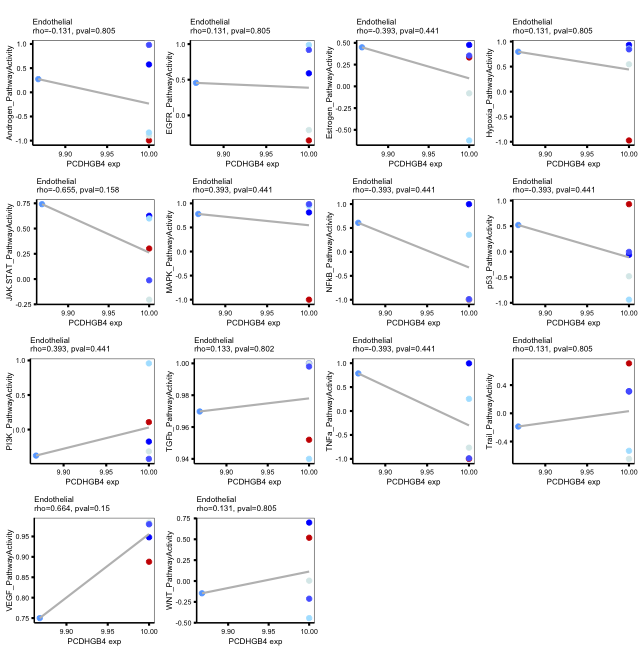 Endothelial
rho=-0.131, pval=0.805
Androgen_PathwayActivity
1.0
0.5
0.0
-0.5
-1.0
9.90
9.95
10.00
PCDHGB4 exp
Endothelial
rho=0.131, pval=0.805
EGFR_PathwayActivity
1.0
0.5
0.0
9.90
9.95
10.00
PCDHGB4 exp
Endothelial
rho=-0.393, pval=0.441
Estrogen_PathwayActivity
0.50
0.25
0.00
-0.25
-0.50
9.90
9.95
10.00
PCDHGB4 exp
Endothelial
rho=0.131, pval=0.805
Hypoxia_PathwayActivity
1.0
0.5
0.0
-0.5
-1.0
9.90
9.95
10.00
PCDHGB4 exp
Endothelial
rho=-0.655, pval=0.158
JAK.STAT_PathwayActivity
0.75
0.50
0.25
0.00
-0.25
9.90
9.95
10.00
PCDHGB4 exp
Endothelial
rho=0.393, pval=0.441
MAPK_PathwayActivity
1.0
0.5
0.0
-0.5
-1.0
9.90
9.95
10.00
PCDHGB4 exp
Endothelial
rho=-0.393, pval=0.441
NFkB_PathwayActivity
1.0
0.5
0.0
-0.5
-1.0
9.90
9.95
10.00
PCDHGB4 exp
Endothelial
rho=-0.393, pval=0.441
p53_PathwayActivity
1.0
0.5
0.0
-0.5
-1.0
9.90
9.95
10.00
PCDHGB4 exp
Endothelial
rho=0.393, pval=0.441
PI3K_PathwayActivity
1.0
0.5
0.0
9.90
9.95
10.00
PCDHGB4 exp
Endothelial
rho=0.133, pval=0.802
TGFb_PathwayActivity
1.00
0.98
0.96
0.94
9.90
9.95
10.00
PCDHGB4 exp
Endothelial
rho=-0.393, pval=0.441
TNFa_PathwayActivity
1.0
0.5
0.0
-0.5
-1.0
9.90
9.95
10.00
PCDHGB4 exp
Endothelial
rho=0.131, pval=0.805
Trail_PathwayActivity
0.4
0.0
-0.4
9.90
9.95
10.00
PCDHGB4 exp
Endothelial
rho=0.664, pval=0.15
VEGF_PathwayActivity
0.95
0.90
0.85
0.80
0.75
9.90
9.95
10.00
PCDHGB4 exp
Endothelial
rho=0.131, pval=0.805
WNT_PathwayActivity
0.75
0.50
0.25
0.00
-0.25
-0.50
9.90
9.95
10.00
PCDHGB4 exp